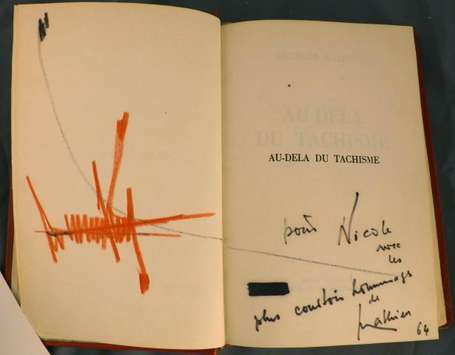 AU-DELA
DU TACHISME
AU-DELA DU TACHISME
pour Nicole
avec
les
plus courtois hommages
de
Mathieu
64